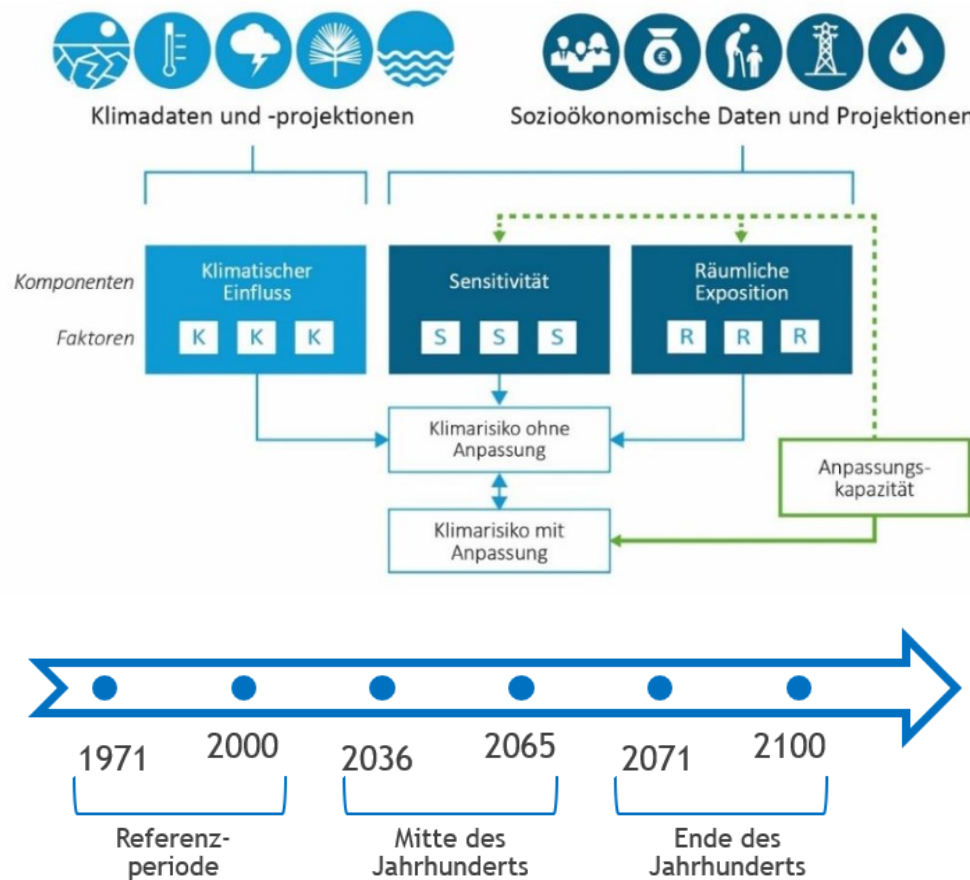 €
Klimadaten und -projektionen
Sozioökonomische Daten und Projektionen
Komponenten
Klimatischer
Einfluss
Sensitivität
Räumliche
Exposition
Faktoren
K K K
S S S
R R R
Klimarisiko ohne
Anpassung
Anpassungs-
kapazität
Klimarisiko mit
Anpassung
1971
2000
2036
2065
2071
2100
Referenz-
periode
Mitte des
Jahrhunderts
Ende des
Jahrhunderts